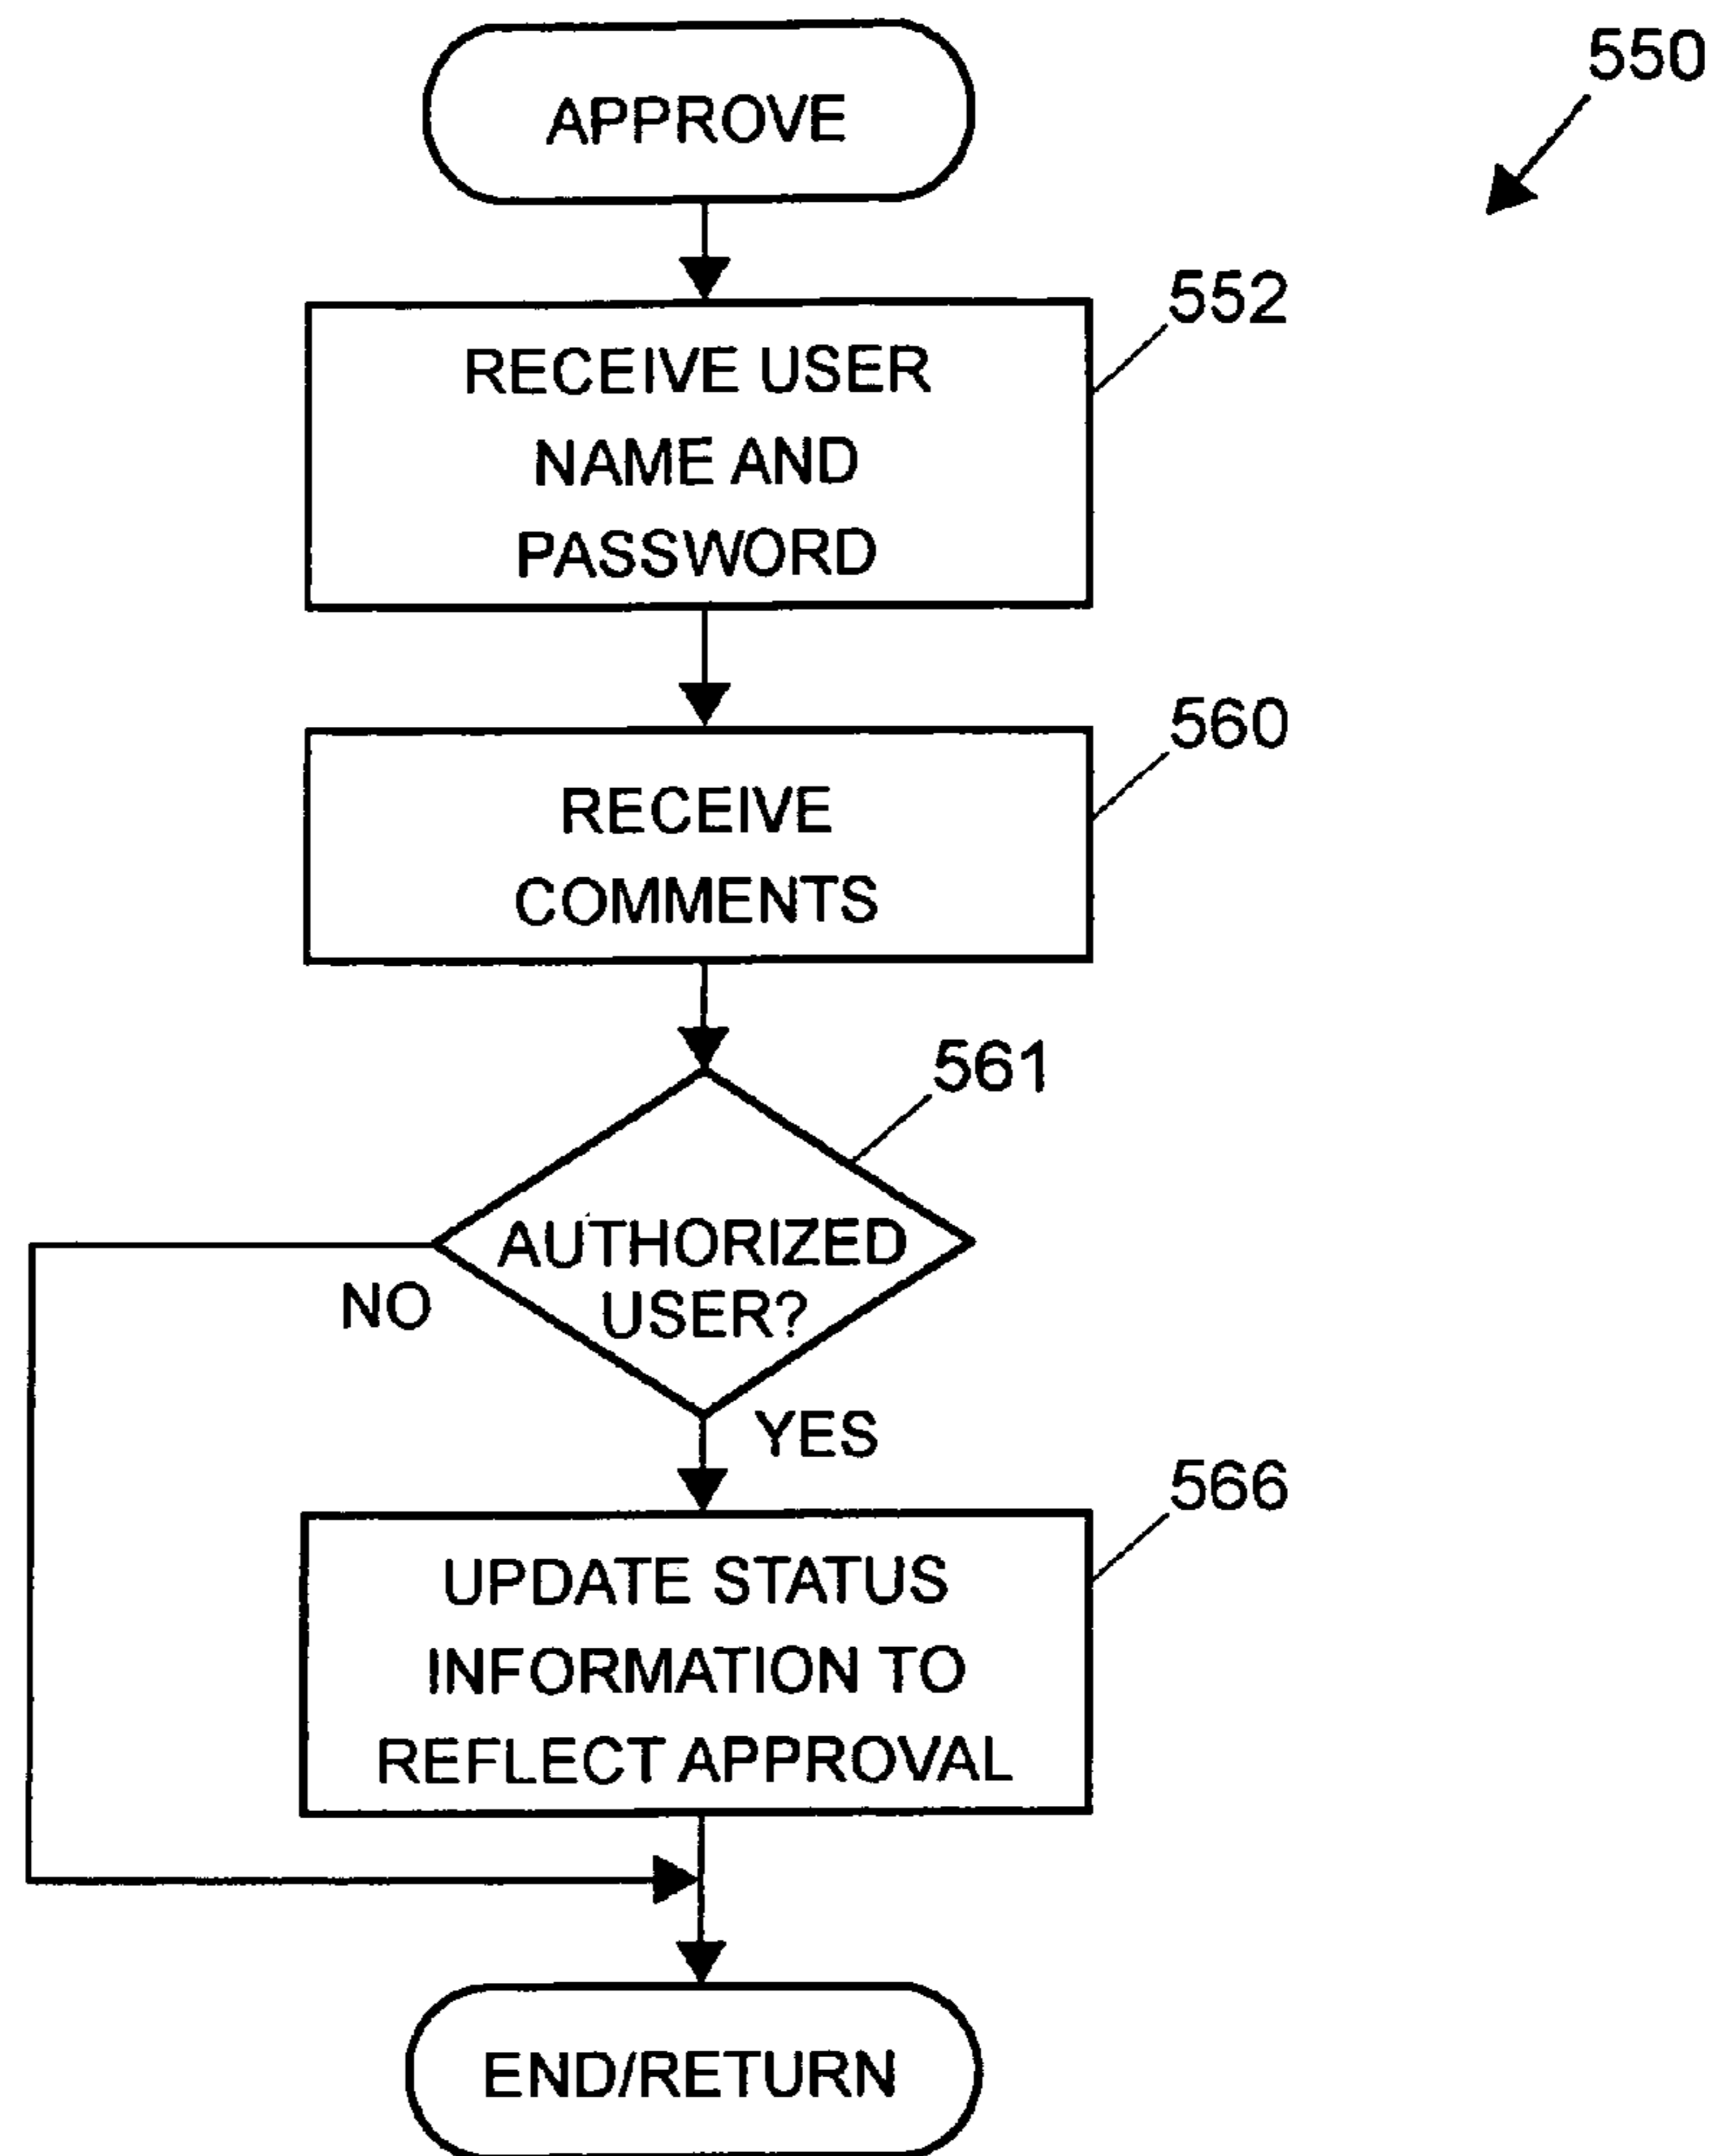 APPROVE
550
RECEIVE USER
NAME AND
PASSWORD
552
RECEIVE
COMMENTS
560
AUTHORIZED
USER?
561
NO
YES
UPDATE STATUS
INFORMATION TO
REFLECT APPROVAL
566
END/RETURN